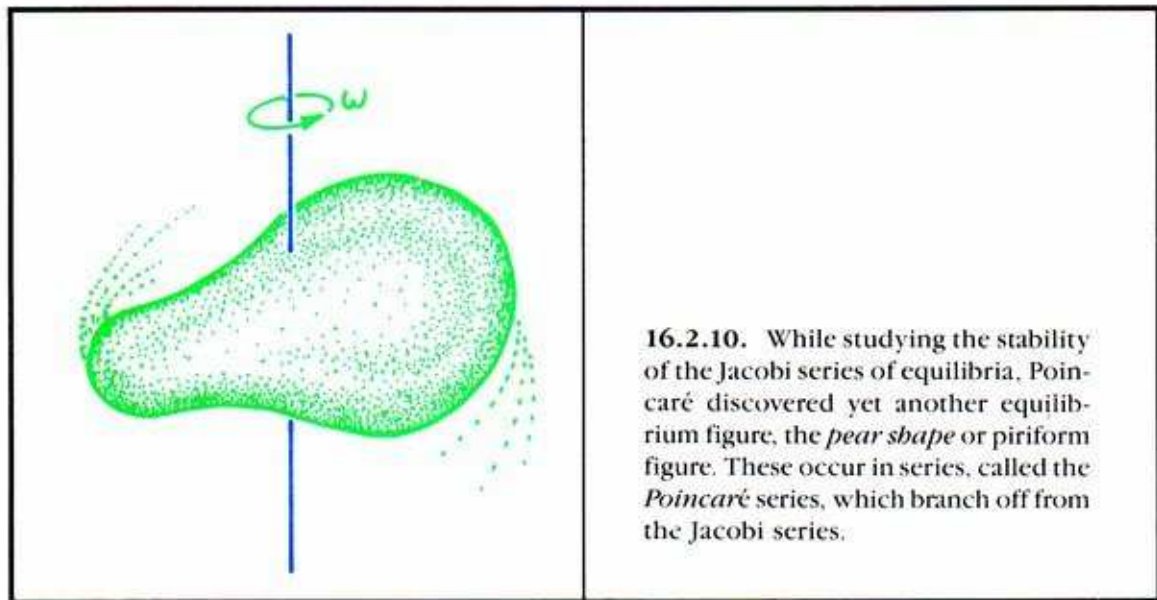 ω
16.2.10. While studying the stability
of the Jacobi series of equilibria, Poin-
caré discovered yet another equilib-
rium figure, the pear shape or piriform
figure. These occur in series, called the
Poincaré series, which branch off from
the Jacobi series.